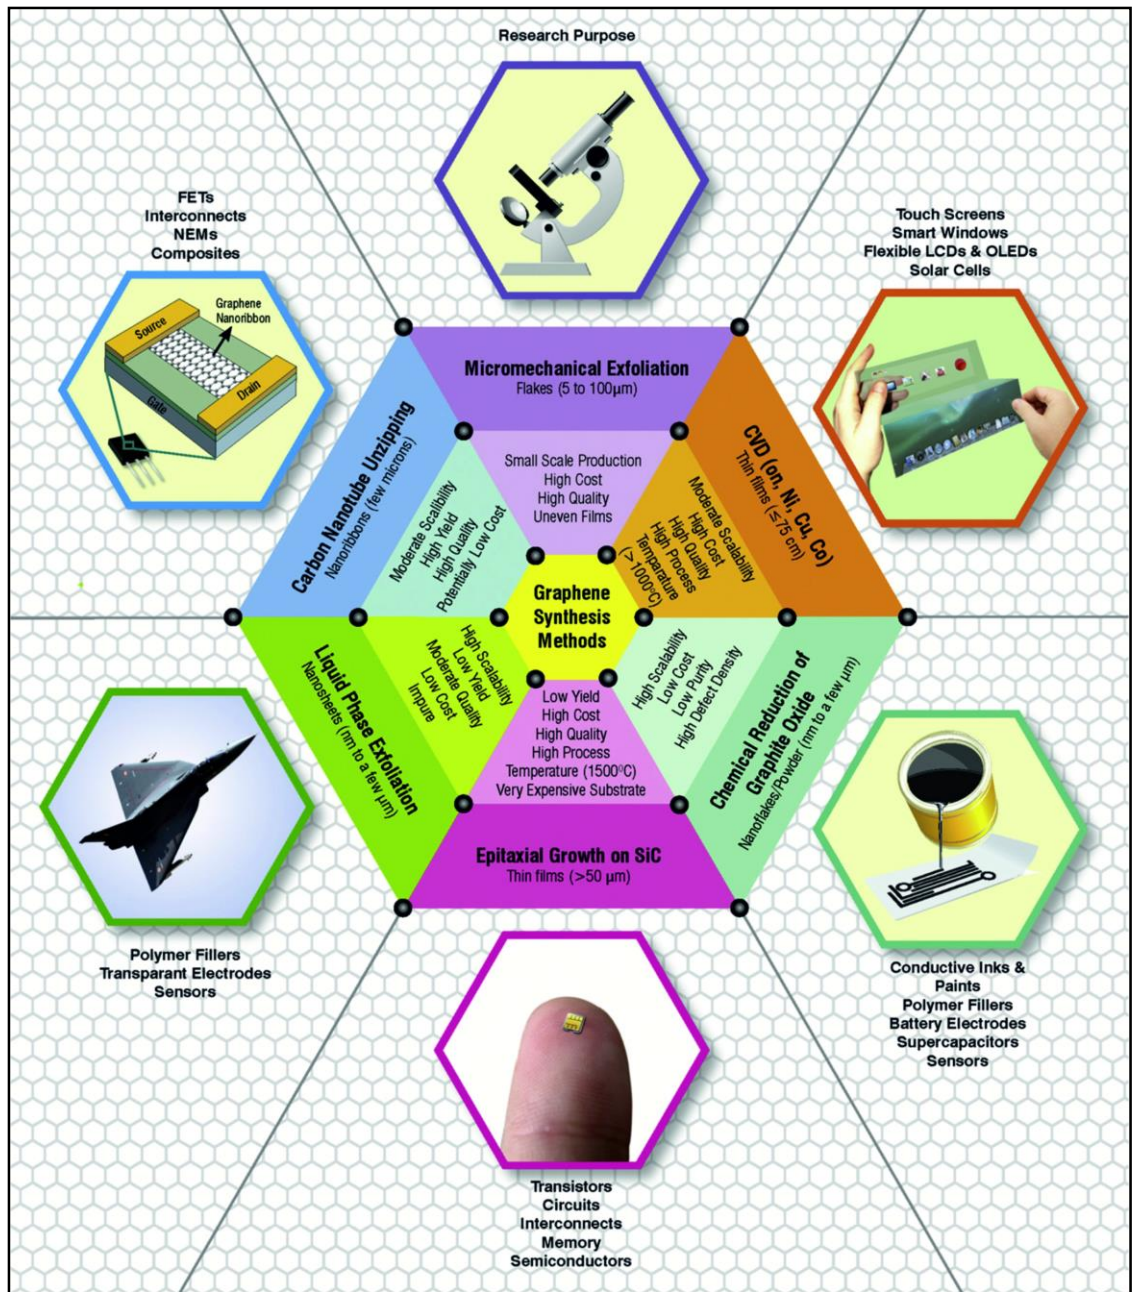 Research Purpose
FETs
Interconnects
NEMs
Composites
Graphene
Nanoribbon
Source
Drain
Gate
Touch Screens
Smart Windows
Flexible LCDs & OLEDs
Solar Cells
Micromechanical Exfoliation
Flakes (5 to 100μm)
Small Scale Production
High Cost
High Quality
Uneven Films
Carbon Nanotube Unzipping
Nanoribbons (few microns)
Moderate Scalibility
High Yield
High Quality
Potentially Low Cost
CVD (on, Ni, Cu, Co)
Thin films (≤75 cm)
Moderate Scalability
High Cost
High Quality
High Process
Temparature
(>1000°C)
Graphene
Synthesis
Methods
Liquid Phase Exfoliation
Nanosheets (nm to a few μm)
High Scalability
Low Yield
Moderate Quality
Low Cost
Impure
High Scalability
Low Cost
Low Purity
High Defect Density
Chemical Reduction of
Graphite Oxide
Nanoflakes/Powder (nm to a few μm)
Low Yield
High Cost
High Quality
High Process
Temperature (1500°C)
Very Expensive Substrate
Epitaxial Growth on SiC
Thin films (>50 μm)
Polymer Fillers
Transparant Electrodes
Sensors
Conductive Inks &
Paints
Polymer Fillers
Battery Electrodes
Supercapacitors
Sensors
Transistors
Circuits
Interconnects
Memory
Semiconductors